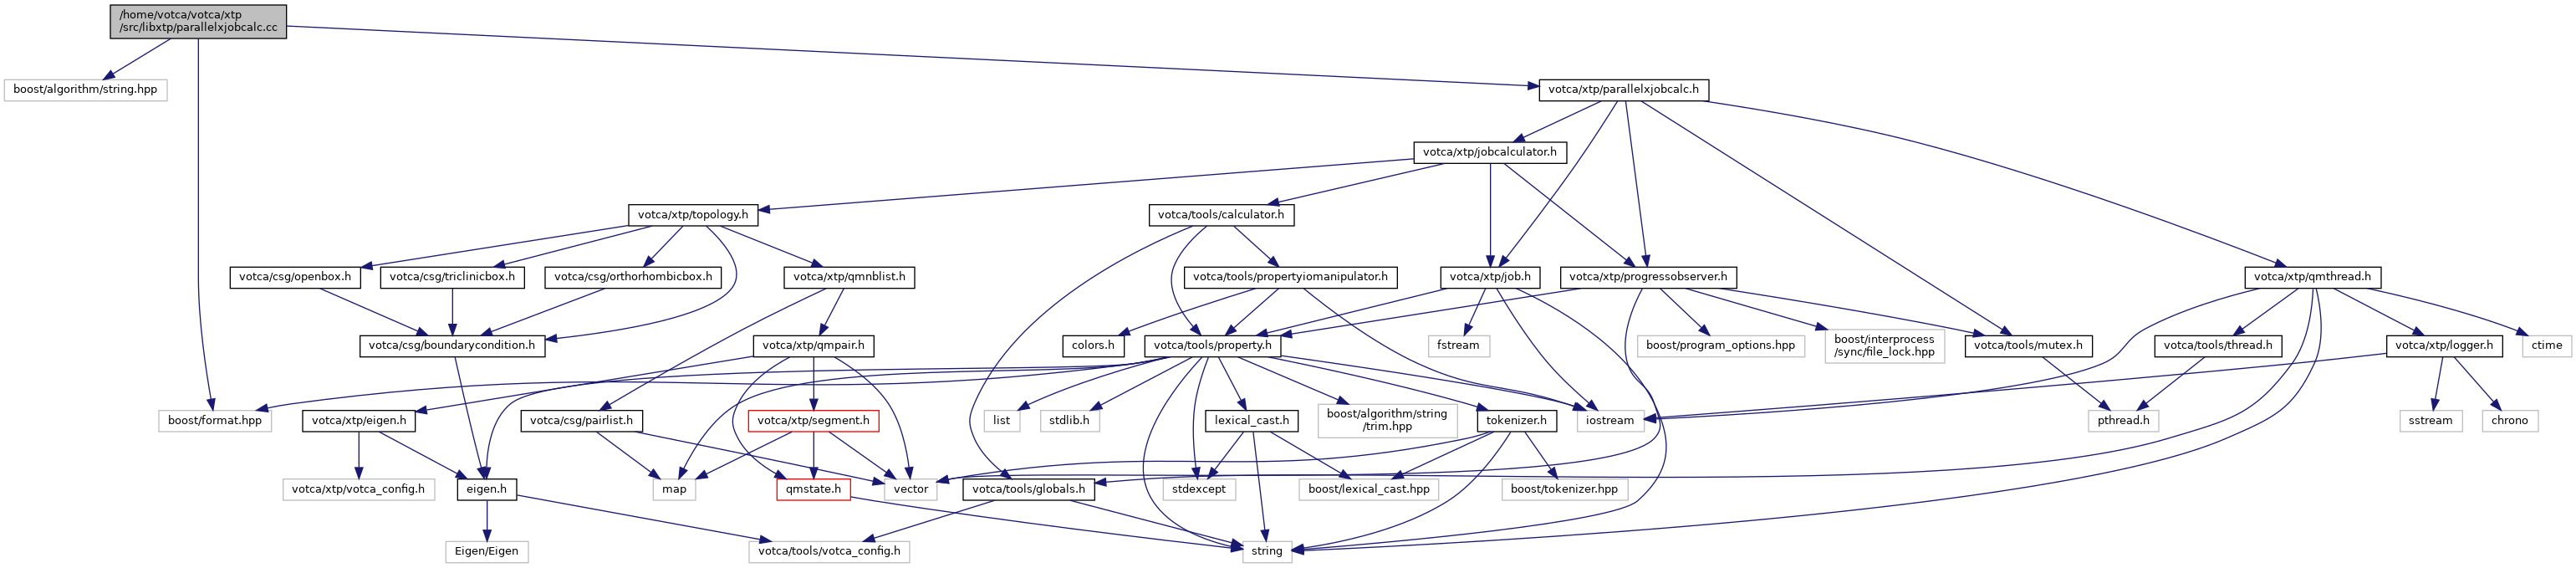 /home/votca/votca/xtp
/src/libxtp/parallelxjobcalc.cc
boost/algorithm/string.hpp
votca/xtp/parallelxjobcalc.h
votca/xtp/jobcalculator.h
votca/xtp/topology.h
votca/tools/calculator.h
votca/csg/openbox.h
votca/csg/triclinicbox.h
votca/csg/orthorhombicbox.h
votca/xtp/qmnblist.h
votca/tools/propertyiomanipulator.h
votca/xtp/job.h
votca/xtp/progressobserver.h
votca/xtp/qmthread.h
votca/csg/boundarycondition.h
votca/xtp/qmpair.h
colors.h
votca/tools/property.h
fstream
boost/program_options.hpp
boost/interprocess
/sync/file_lock.hpp
votca/tools/mutex.h
votca/tools/thread.h
votca/xtp/logger.h
ctime
boost/format.hpp
votca/xtp/eigen.h
votca/csg/pairlist.h
votca/xtp/segment.h
list
stdlib.h
lexical_cast.h
boost/algorithm/string
/trim.hpp
tokenizer.h
iostream
pthread.h
sstream
chrono
votca/xtp/votca_config.h
eigen.h
map
qmstate.h
vector
votca/tools/globals.h
stdexcept
boost/lexical_cast.hpp
boost/tokenizer.hpp
Eigen/Eigen
votca/tools/votca_config.h
string